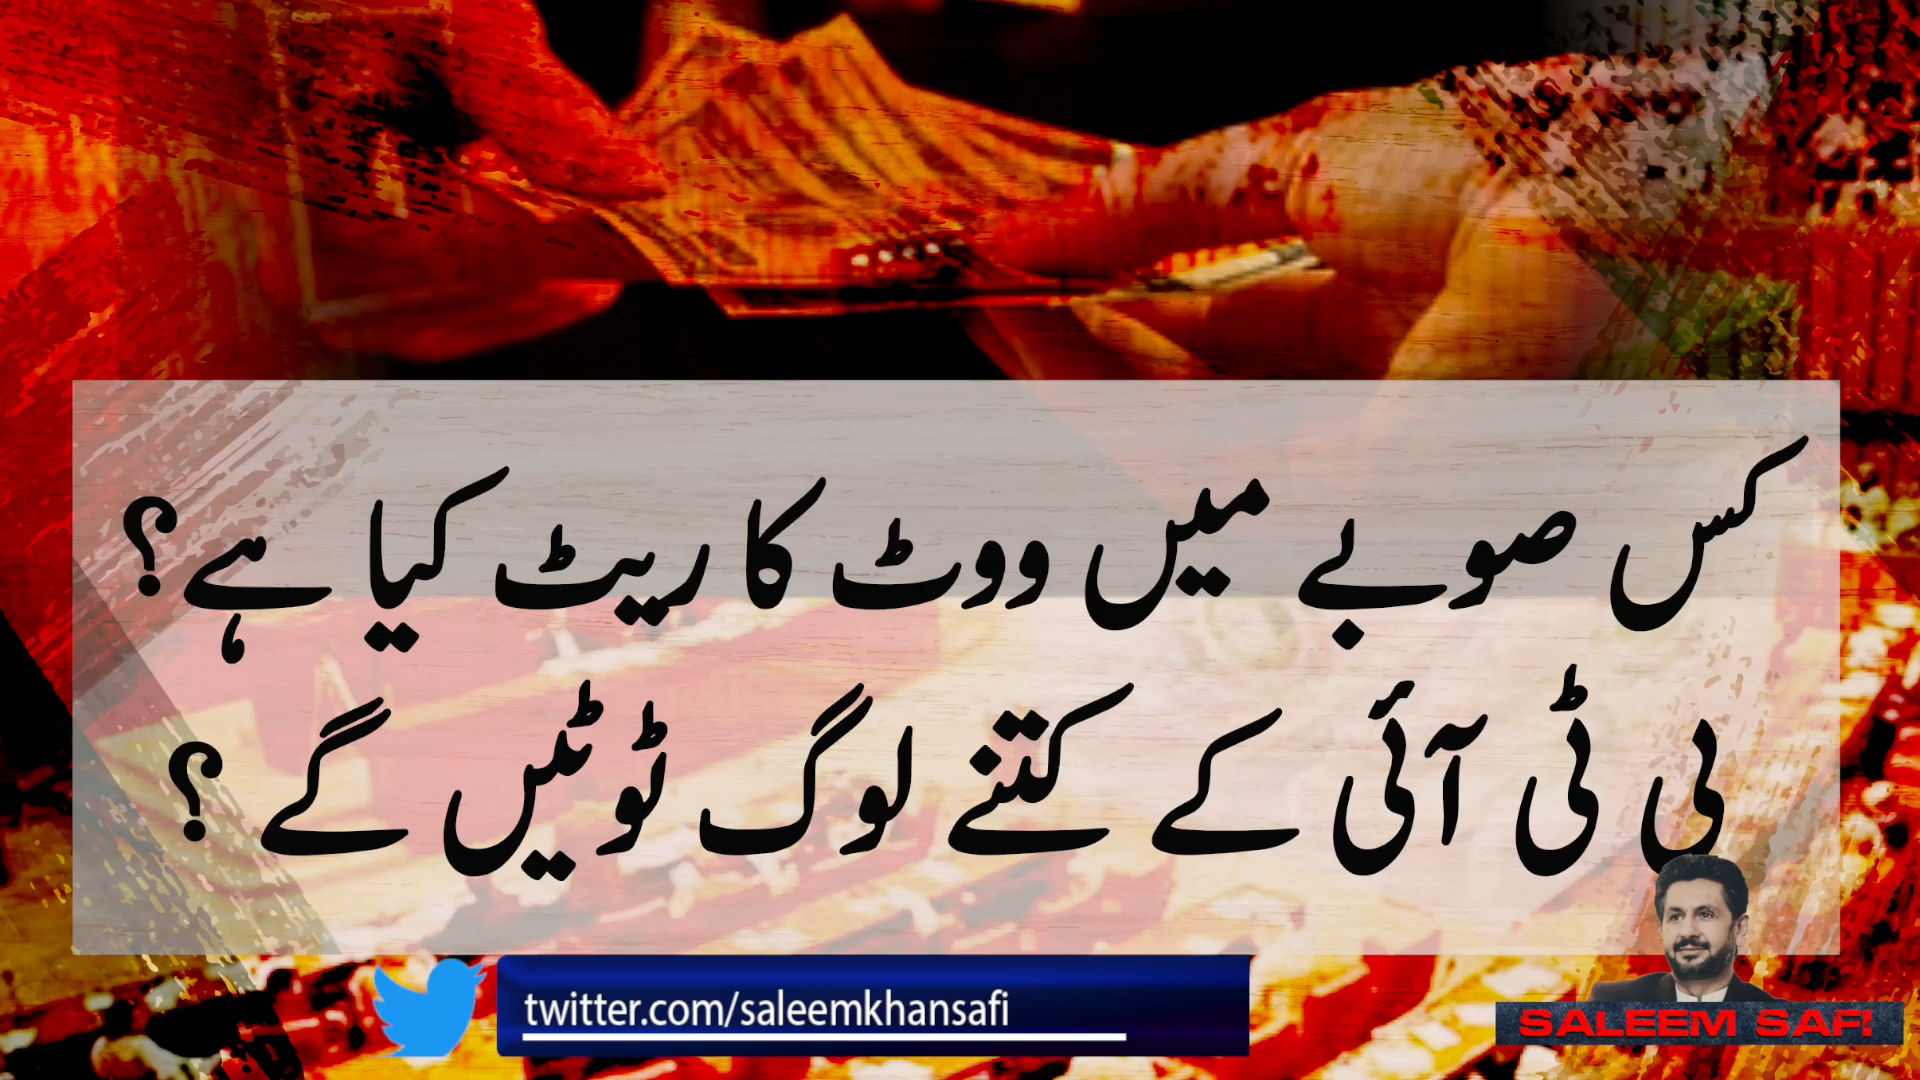 کس صوبے میں ووٹ کا ریٹ کیا ہے؟
پی ٹی آئی کے کتنے لوگ ٹوٹیں گے ؟
twitter.com/saleemkhansafi
SALEEM SAFI